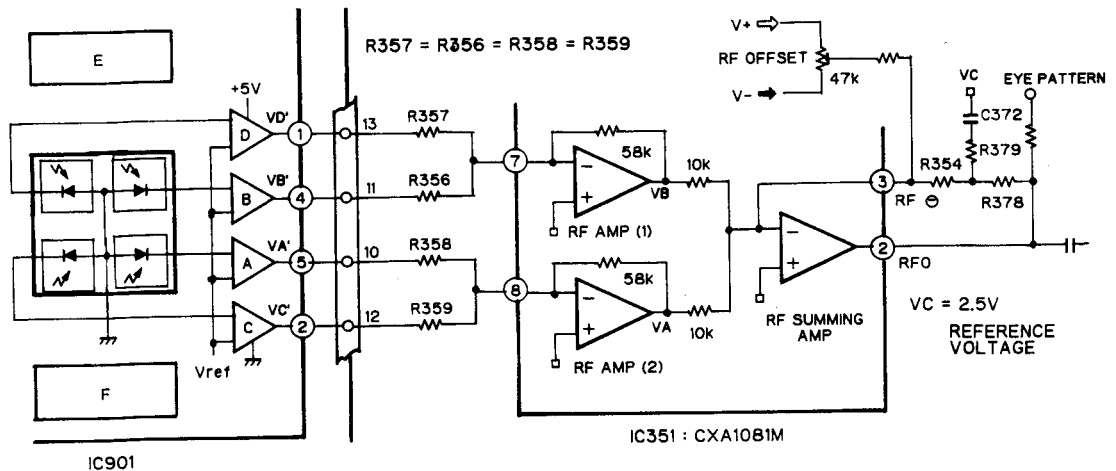 E
R357 = R356 = R358 = R359
V+
RF OFFSET
V-
47k
VC
EYE PATTERN
+5V
VD'
D
1
13
R357
58k
10k
C372
R379
R354
R378
7
-
+
VB
3
RF ⊖
VB'
B
4
11
R356
RF AMP (1)
-
+
2
RFO
VA'
A
5
10
R358
58k
8
-
+
VA
10k
RF SUMMING
AMP
VC = 2.5V
REFERENCE
VOLTAGE
VC'
C
2
12
R359
RF AMP (2)
Vref
F
IC901
IC351 : CXA1081M